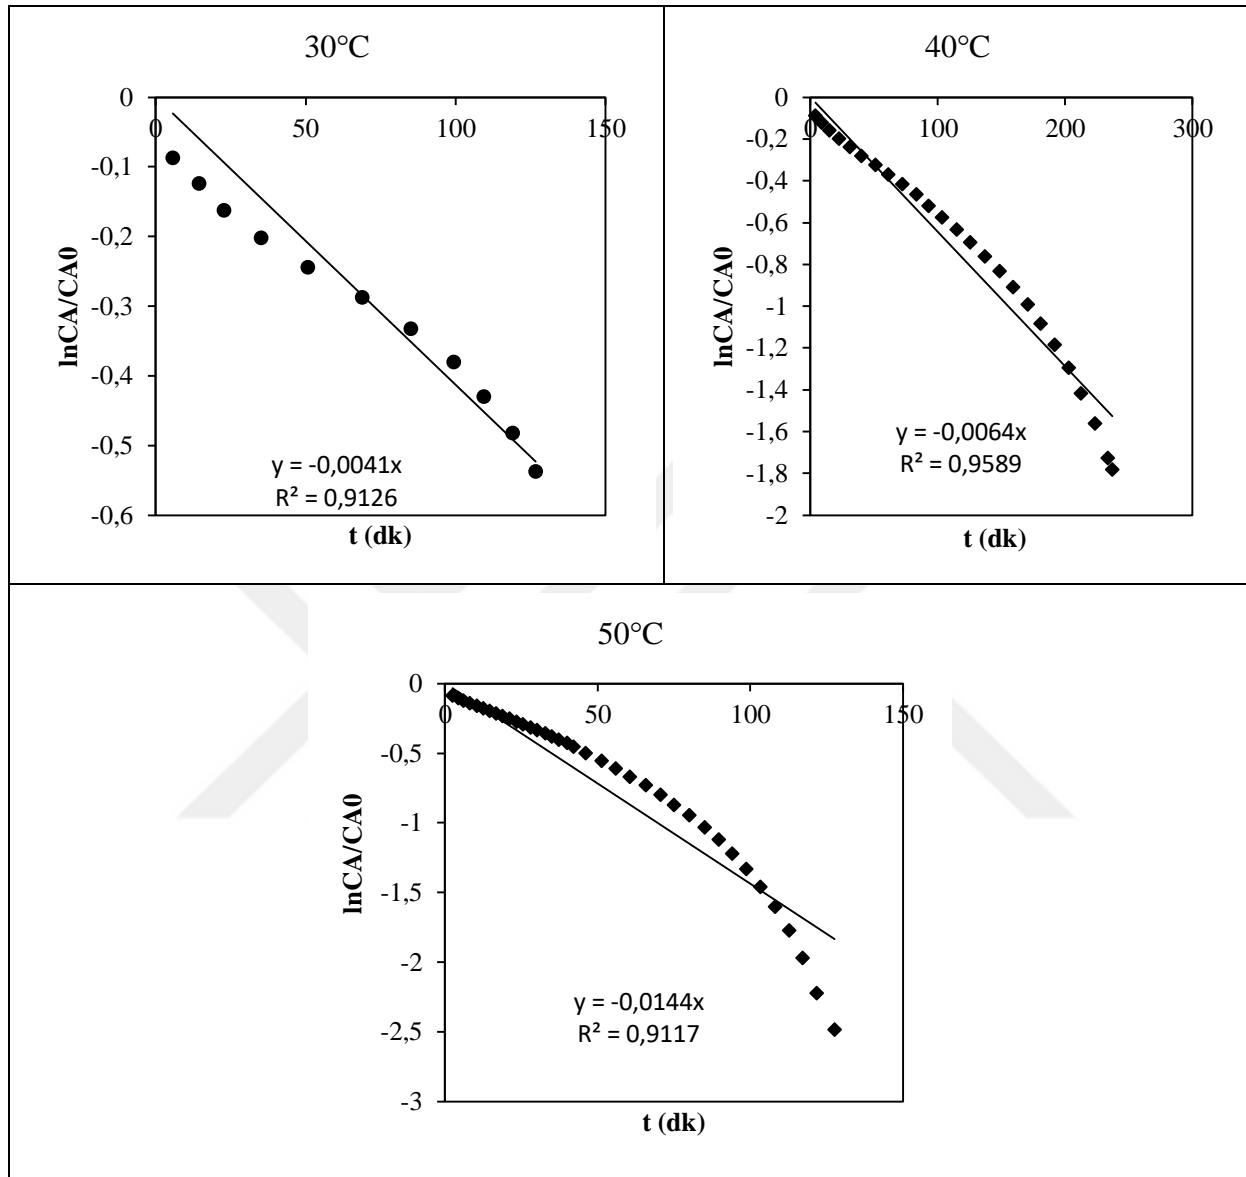 30°C
0
0
50
100
150
-0,1
-0,2
-0,3
-0,4
-0,5
-0,6
lnCA/CA0
y = -0,0041x
R² = 0,9126
t (dk)
40°C
0
0
100
200
300
-0,2
-0,4
-0,6
-0,8
-1
-1,2
-1,4
-1,6
-1,8
-2
lnCA/CA0
y = -0,0064x
R² = 0,9589
t (dk)
50°C
0
0
50
100
150
-0,5
-1
-1,5
-2
-2,5
-3
lnCA/CA0
y = -0,0144x
R² = 0,9117
t (dk)